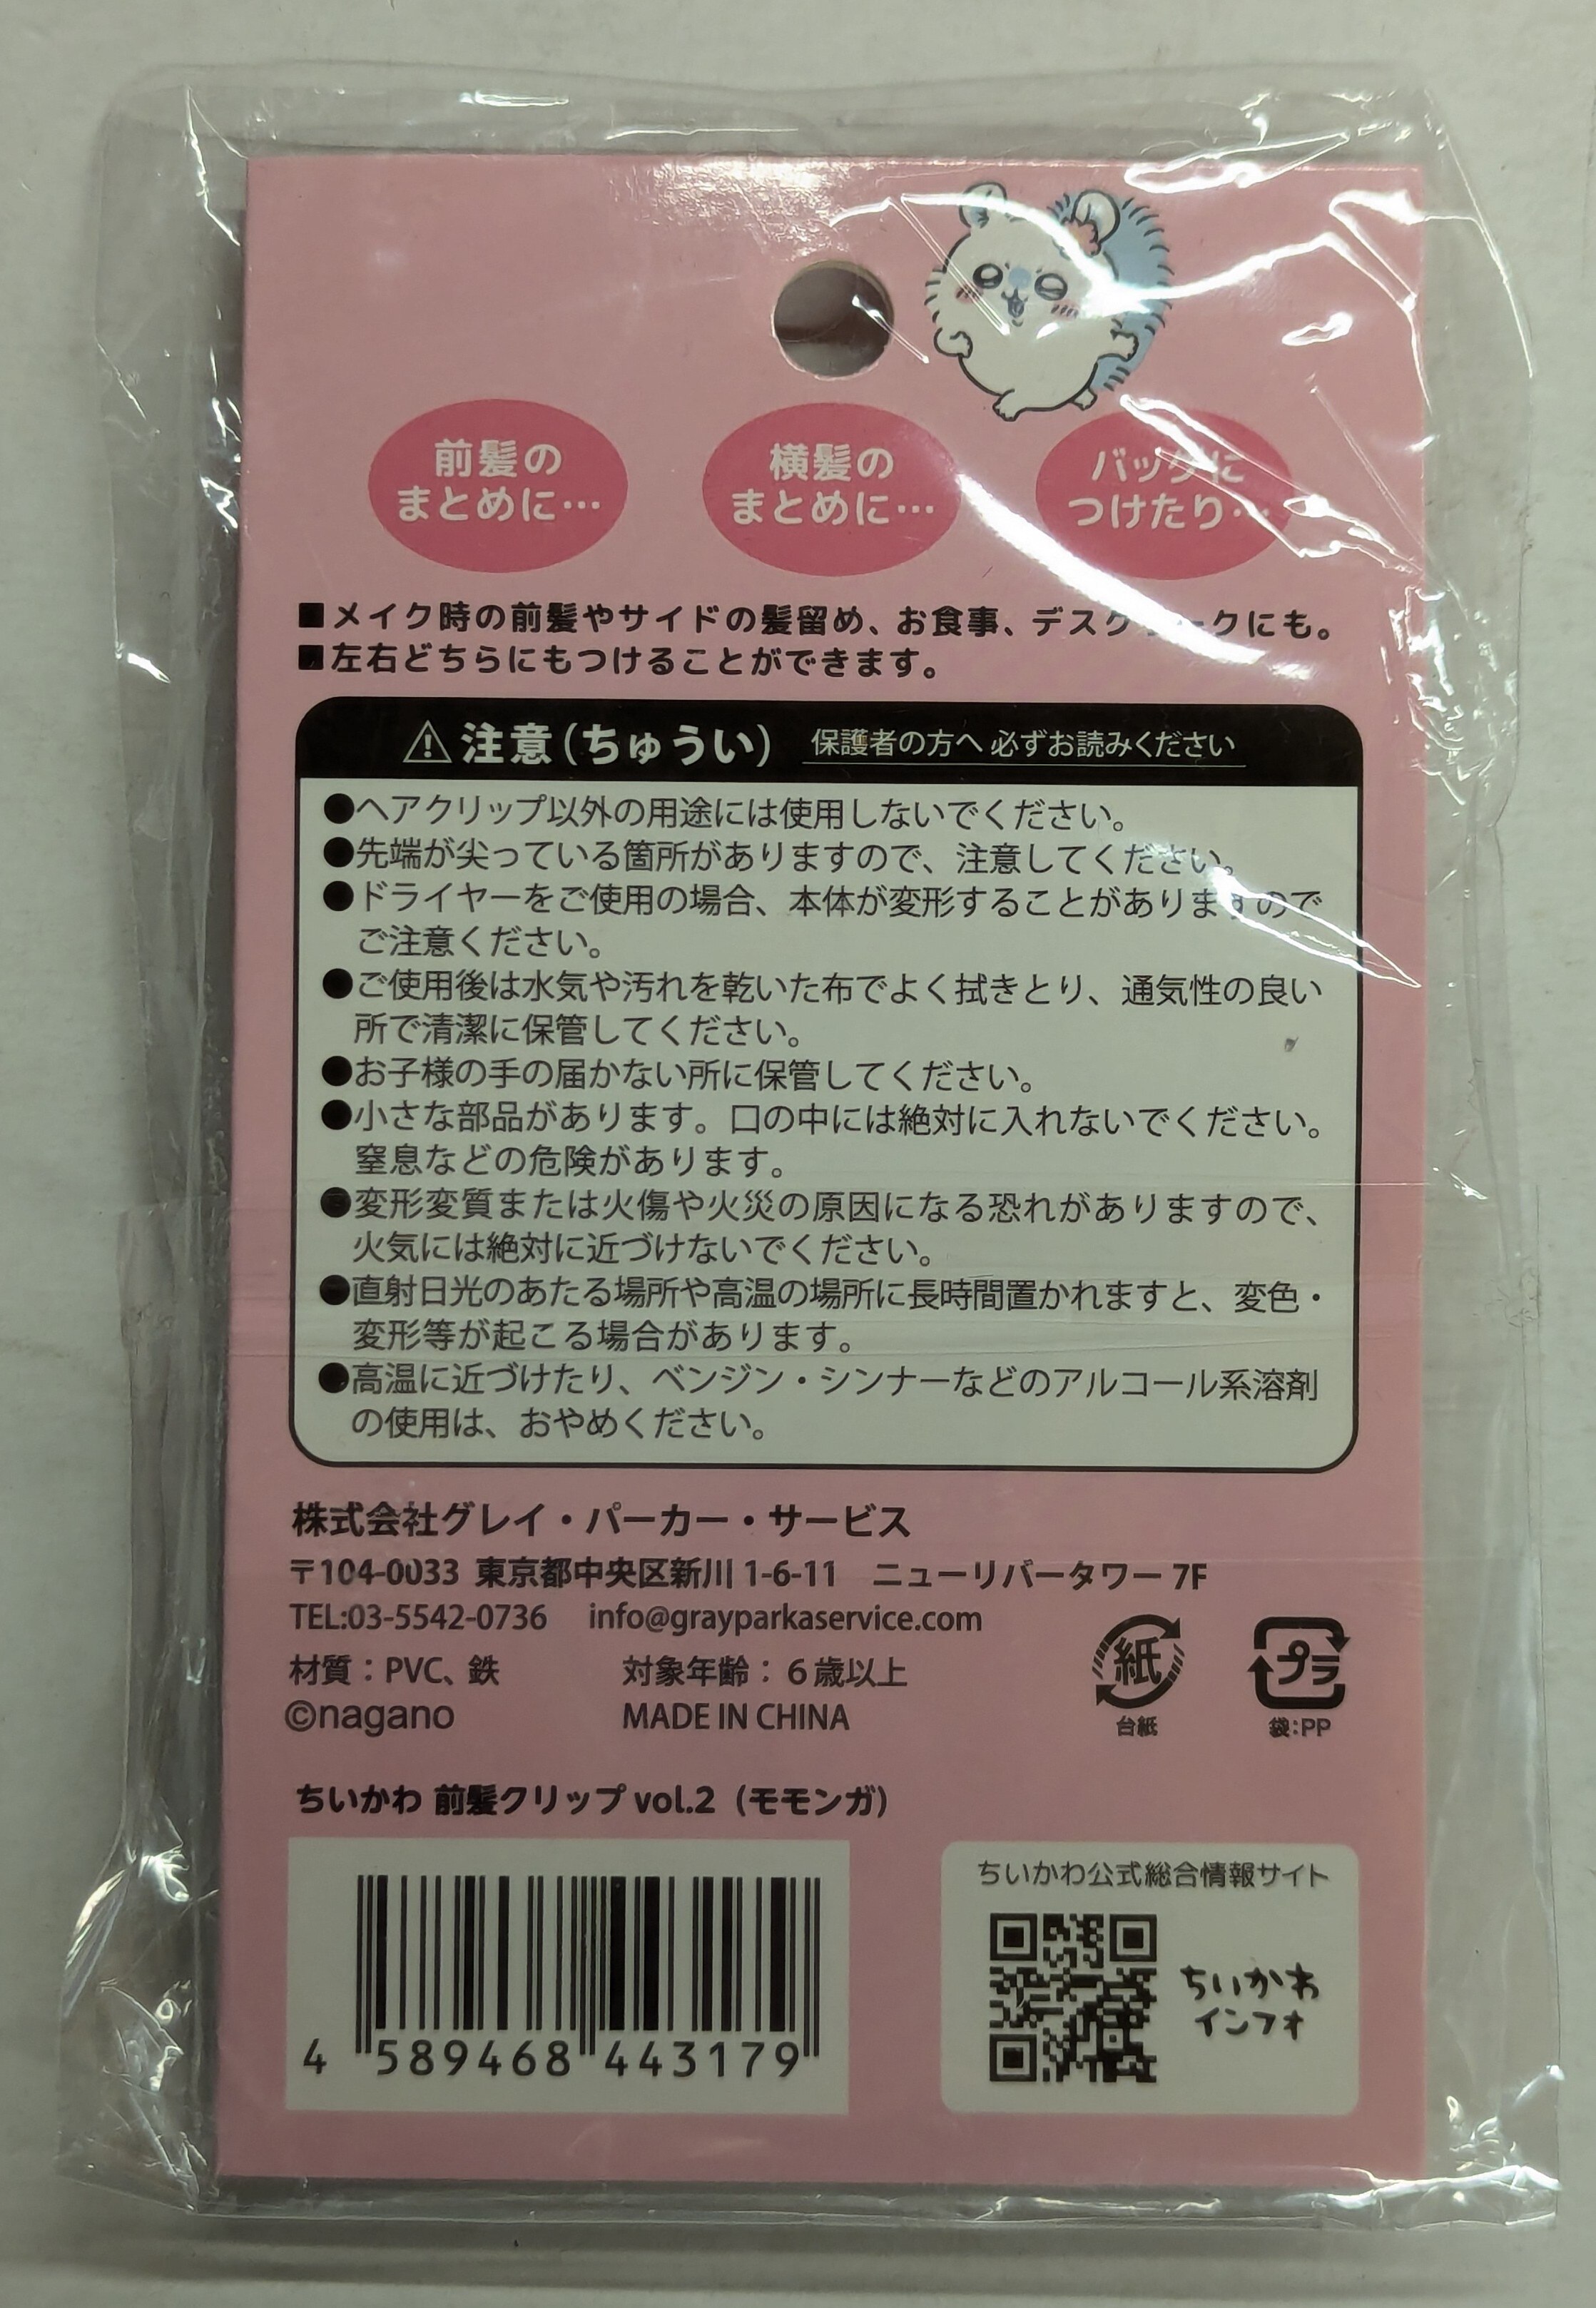 前髪の
まとめに…
横髪の
まとめに…
バッグに
つけたり…
■メイク時の前髪やサイドの髪留め、お食事、デスクワークにも。
■左右どちらにもつけることができます。
⚠注意(ちゅうい) 保護者の方へ 必ずお読みください
●ヘアクリップ以外の用途には使用しないでください。
●先端が尖っている箇所がありますので、注意してください。
●ドライヤーをご使用の場合、本体が変形することがありますので
ご注意ください。
●ご使用後は水気や汚れを乾いた布でよく拭きとり、通気性の良い
所で清潔に保管してください。
●お子様の手の届かない所に保管してください。
●小さな部品があります。口の中には絶対に入れないでください。
窒息などの危険があります。
●変形変質または火傷や火災の原因になる恐れがありますので、
火気には絶対に近づけないでください。
●直射日光のあたる場所や高温の場所に長時間置かれますと、変色・
変形等が起こる場合があります。
●高温に近づけたり、ベンジン・シンナーなどのアルコール系溶剤
の使用は、おやめください。
株式会社グレイ・パーカー・サービス
〒104-0033 東京都中央区新川 1-6-11 ニューリバータワー 7F
TEL:03-5542-0736 info@grayparkaservice.com
材質:PVC、鉄 対象年齢:6歳以上
©nagano MADE IN CHINA
紙
台紙
プラ
袋:PP
ちいかわ 前髪クリップ vol.2 (モモンガ)
4 589468 443179
ちいかわ公式総合情報サイト
ちいかわ
インフォ